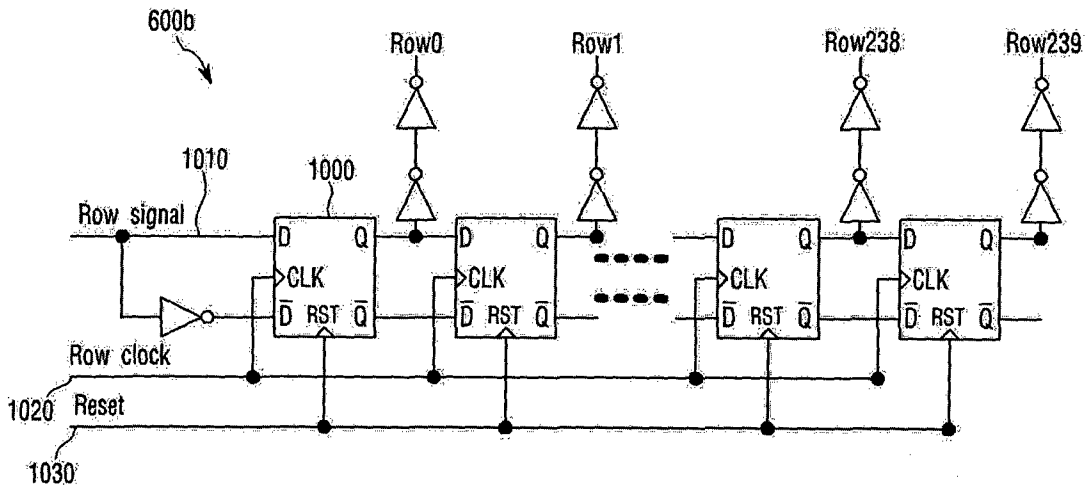 600b
Row0 Row1 Row238 Row239
1010 1000
Row signal
D Q D Q D Q D Q
CLK CLK CLK CLK
D̅ RST Q̅ D̅ RST Q̅ D̅ RST Q̅ D̅ RST Q̅
Row clock
1020 Reset
1030